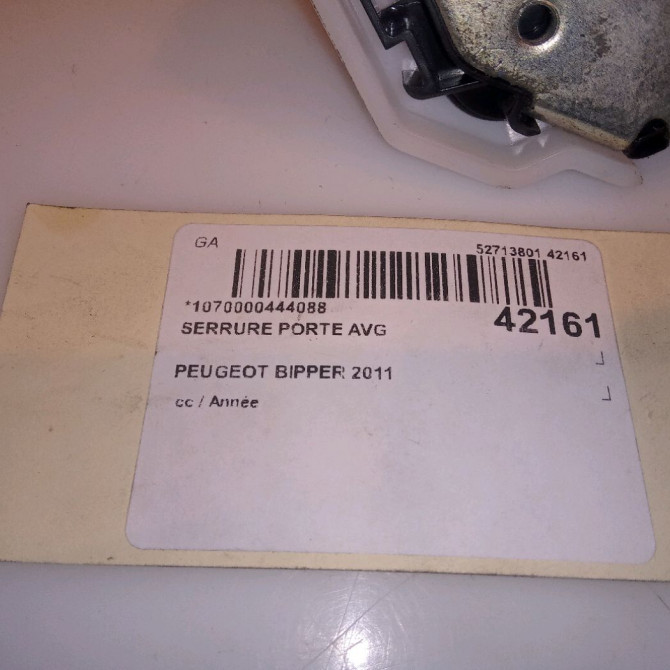 GA
52713801 42161
*1070000444088
42161
SERRURE PORTE AVG
PEUGEOT BIPPER 2011
cc / Année